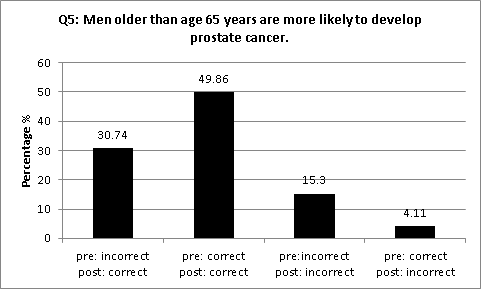 Q5: Men older than age 65 years are more likely to develop
prostate cancer.
60
50
40
30
20
10
0
Percentage %
30.74
49.86
15.3
4.11
pre: incorrect
post: correct
pre: correct
post: correct
pre:incorrect
post: incorrect
pre: correct
post: incorrect